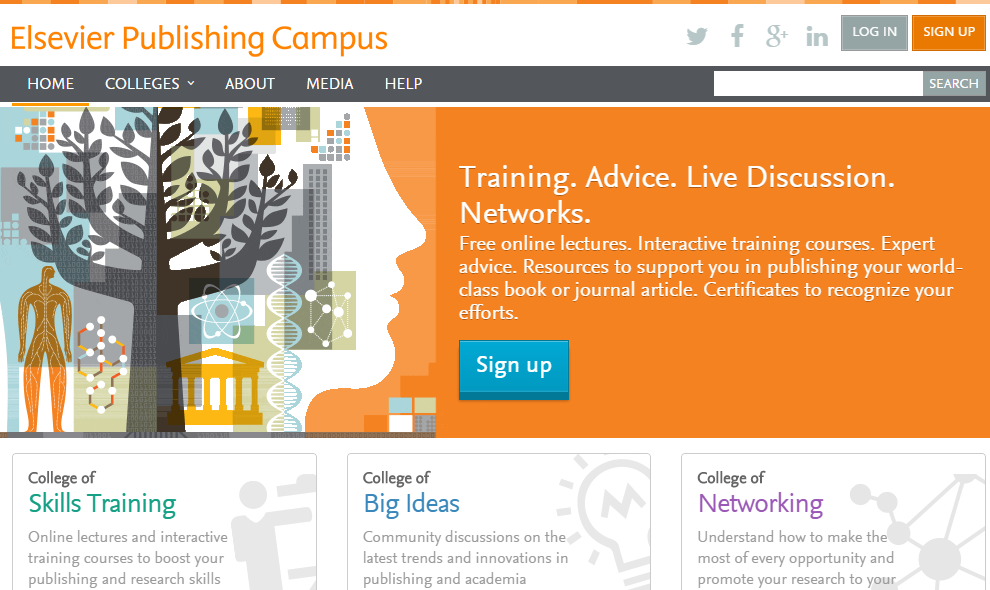 Elsevier Publishing Campus
LOG IN
SIGN UP
HOME
COLLEGES
ABOUT
MEDIA
HELP
SEARCH
Training. Advice. Live Discussion.
Networks.
Free online lectures. Interactive training courses. Expert
advice. Resources to support you in publishing your world-
class book or journal article. Certificates to recognize your
efforts.
Sign up
College of
Skills Training
Online lectures and interactive
training courses to boost your
publishing and research skills
College of
Big Ideas
Community discussions on the
latest trends and innovations in
publishing and academia
College of
Networking
Understand how to make the
most of every opportunity and
promote your research to your